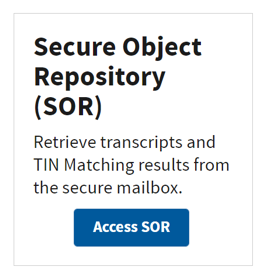 Secure Object
Repository
(SOR)
Retrieve transcripts and
TIN Matching results from
the secure mailbox.
Access SOR